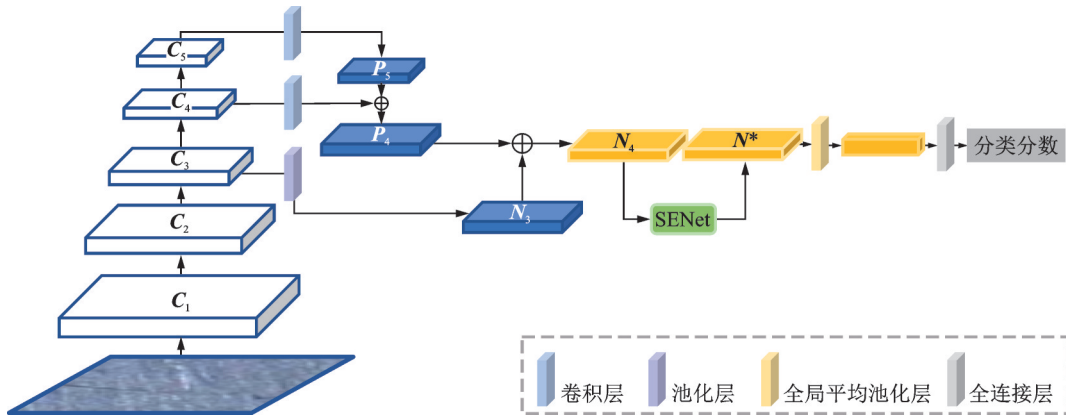 C5
P5
C4
P4
N4
N*
分类分数
C3
N3
SENet
C2
C1
卷积层
池化层
全局平均池化层
全连接层